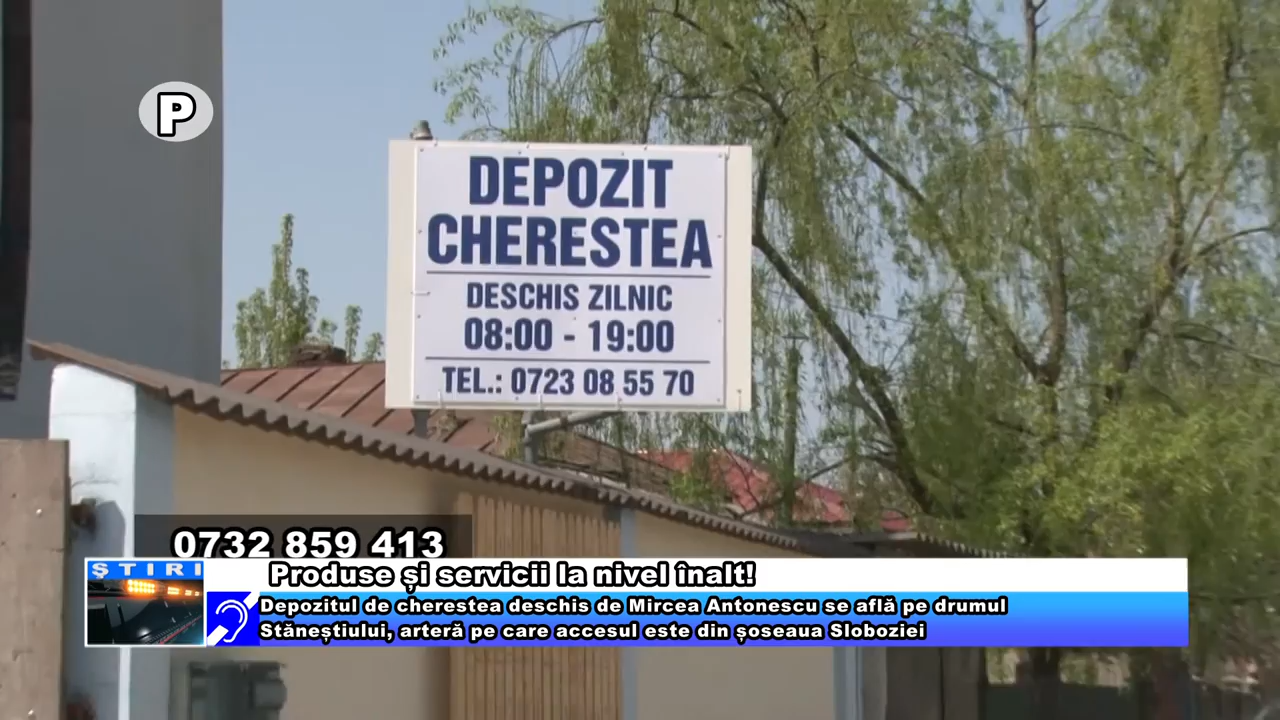 P
DEPOZIT
CHERESTEA
DESCHIS ZILNIC
08:00 - 19:00
TEL.: 0723 08 55 70
0732 859 413
ȘTIRI
Produse și servicii la nivel înalt!
Depozitul de cherestea deschis de Mircea Antonescu se află pe drumul
Stăneștiului, arteră pe care accesul este din șoseaua Sloboziei